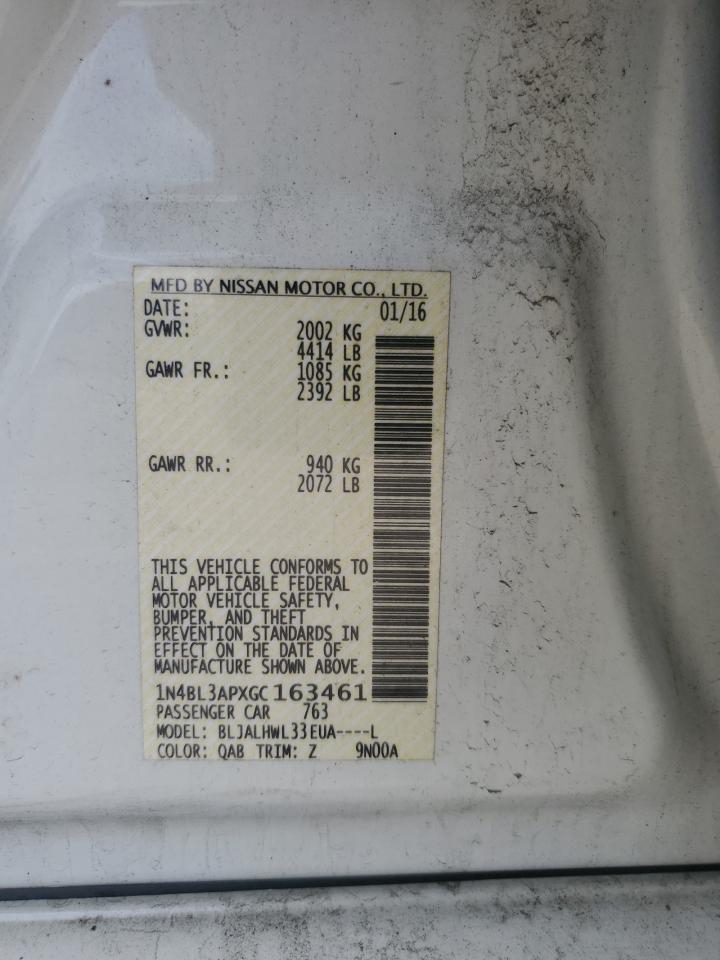 MFD BY NISSAN MOTOR CO., LTD.
DATE: 01/16
GVWR: 2002 KG
4414 LB
GAWR FR.: 1085 KG
2392 LB
GAWR RR.: 940 KG
2072 LB
THIS VEHICLE CONFORMS TO
ALL APPLICABLE FEDERAL
MOTOR VEHICLE SAFETY,
BUMPER, AND THEFT
PREVENTION STANDARDS IN
EFFECT ON THE DATE OF
MANUFACTURE SHOWN ABOVE.
1N4BL3APXGC163461
PASSENGER CAR 763
MODEL: BLJALHWL33EUA----L
COLOR: QAB TRIM: Z 9N00A